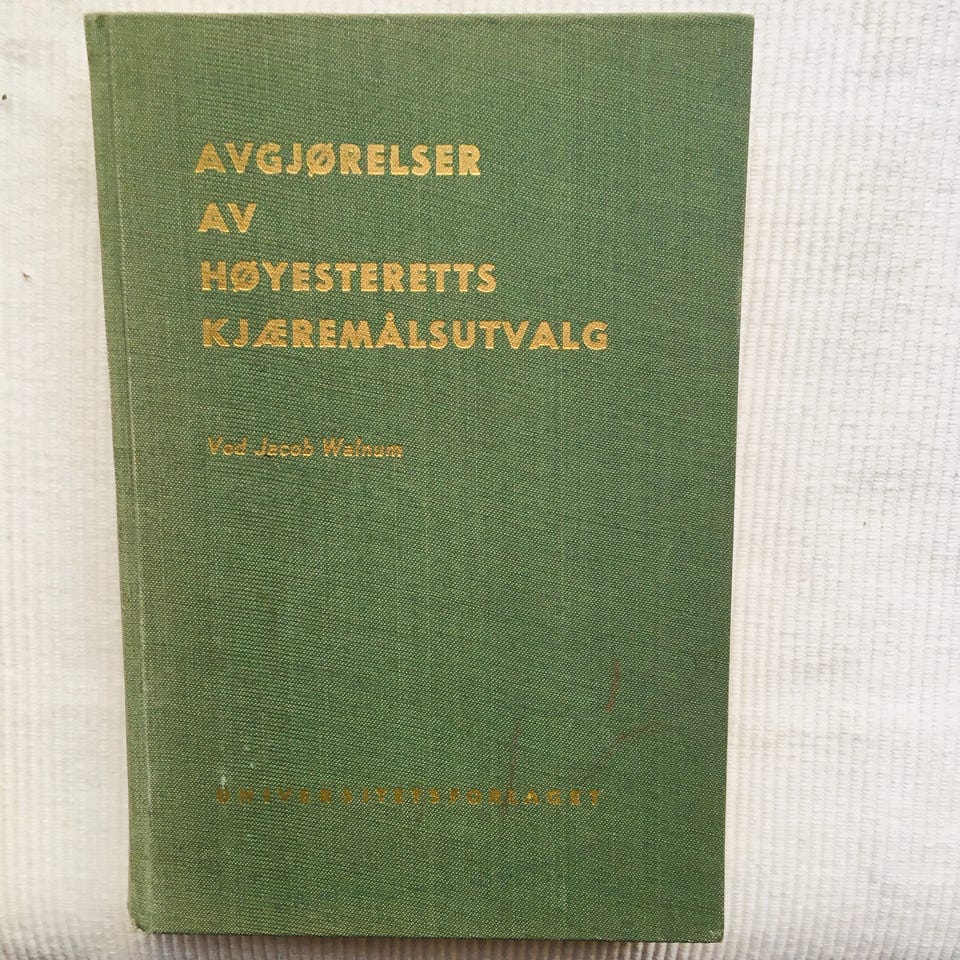 AVGJØRELSER
AV
HØYESTERETTS
KJÆREMÅLSUTVALG
Ved Jacob Walnum
UNIVERSITETSFORLAGET